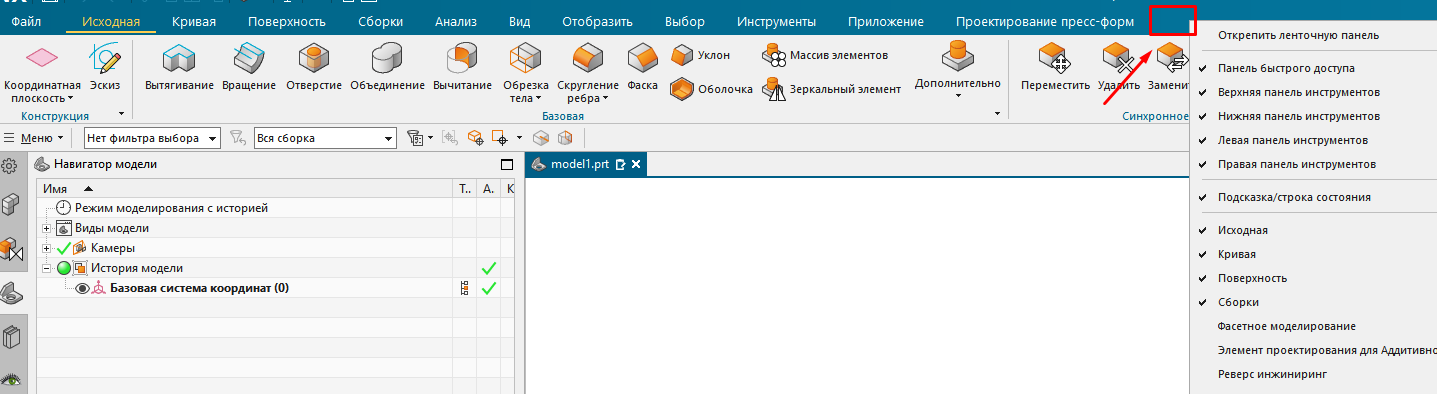 Файл Исходная Кривая Поверхность Сборки Анализ Вид Отобразить Выбор Инструменты Приложение Проектирование пресс-форм
Координатная плоскость
Эскиз
Конструкция
Вытягивание
Вращение
Отверстие
Объединение
Вычитание
Обрезка тела
Скругление ребра
Фаска
Уклон
Оболочка
Массив элементов
Зеркальный элемент
Дополнительно
Базовая
Переместить
Удалить
Замени
Синхронное
Меню
Нет фильтра выбора
Вся сборка
Навигатор модели
model1.prt
Имя Т.. А. К
Режим моделирования с историей
Виды модели
Камеры
История модели
Базовая система координат (0)
Открепить ленточную панель
Панель быстрого доступа
Верхняя панель инструментов
Нижняя панель инструментов
Левая панель инструментов
Правая панель инструментов
Подсказка/строка состояния
Исходная
Кривая
Поверхность
Сборки
Фасетное моделирование
Элемент проектирования для Аддитивно
Реверс инжиниринг